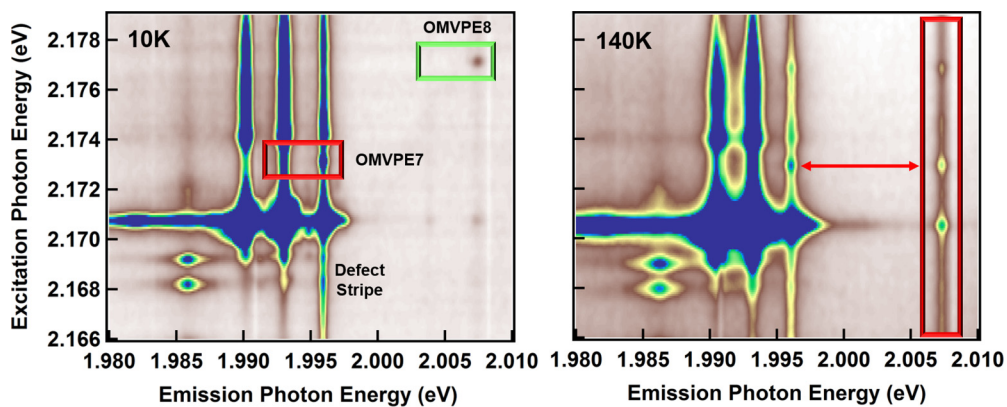 Excitation Photon Energy (eV)
2.178
2.176
2.174
2.172
2.170
2.168
2.166
10K
OMVPE8
OMVPE7
Defect
Stripe
1.980 1.985 1.990 1.995 2.000 2.005 2.010
Emission Photon Energy (eV)
140K
1.980 1.985 1.990 1.995 2.000 2.005 2.010
Emission Photon Energy (eV)